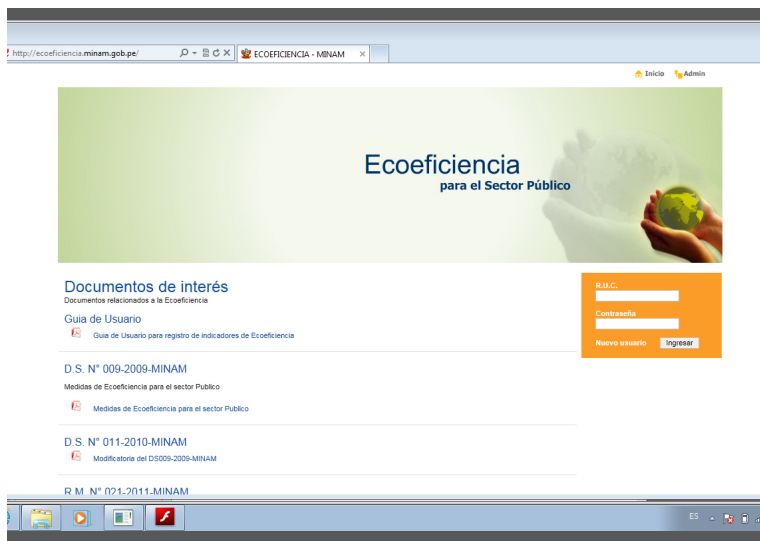 http://ecoeficiencia.minam.gob.pe/
ECOEFICIENCIA - MINAM
Inicio
Admin
Ecoeficiencia
para el Sector Público
Documentos de interés
Documentos relacionados a la Ecoeficiencia
Guia de Usuario
Guia de Usuario para registro de indicadores de Ecoeficiencia
D.S. N° 009-2009-MINAM
Medidas de Ecoeficiencia para el sector Publico
Medidas de Ecoeficiencia para el sector Publico
D.S. N° 011-2010-MINAM
Modificatoria del DS009-2009-MINAM
R.M. N° 021-2011-MINAM
R.U.C.
Contraseña
Nuevo usuario Ingresar
ES